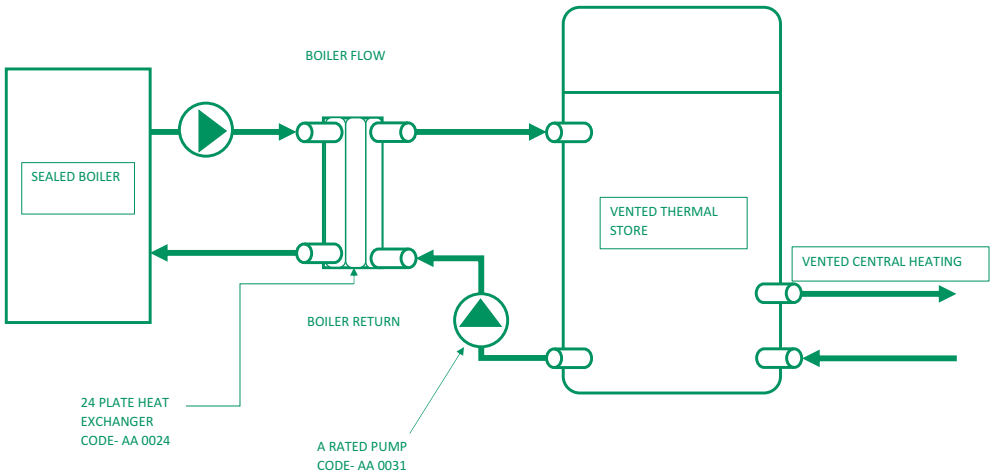 BOILER FLOW
SEALED BOILER
VENTED THERMAL
STORE
VENTED CENTRAL HEATING
BOILER RETURN
24 PLATE HEAT
EXCHANGER
CODE- AA 0024
A RATED PUMP
CODE- AA 0031